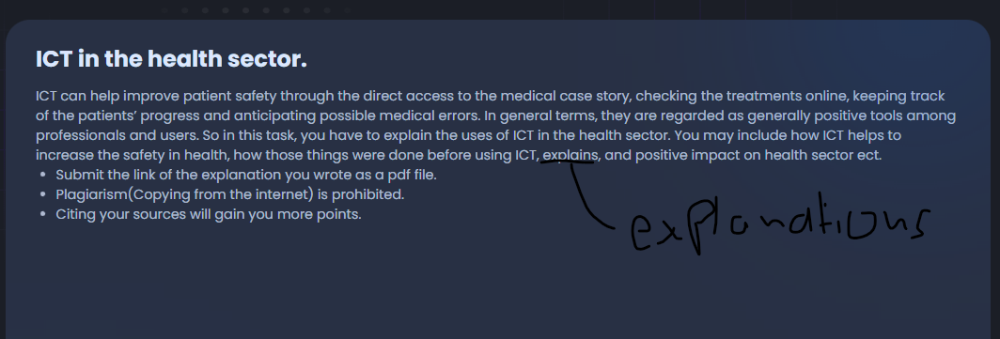 ICT in the health sector.
ICT can help improve patient safety through the direct access to the medical case story, checking the treatments online, keeping track
of the patients' progress and anticipating possible medical errors. In general terms, they are regarded as generally positive tools among
professionals and users. So in this task, you have to explain the uses of ICT in the health sector. You may include how ICT helps to
increase the safety in health, how those things were done before using ICT, explains, and positive impact on health sector ect.
• Submit the link of the explanation you wrote as a pdf file.
• Plagiarism(Copying from the internet) is prohibited.
• Citing your sources will gain you more points.
explanations